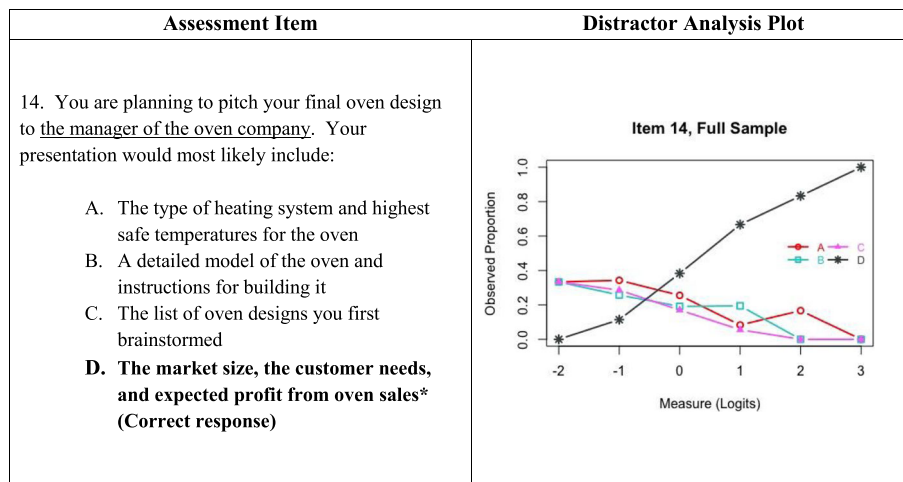 Assessment Item
Distractor Analysis Plot
14. You are planning to pitch your final oven design
to the manager of the oven company. Your
presentation would most likely include:
A. The type of heating system and highest
safe temperatures for the oven
B. A detailed model of the oven and
instructions for building it
C. The list of oven designs you first
brainstormed
D. The market size, the customer needs,
and expected profit from oven sales*
(Correct response)
Item 14, Full Sample
Observed Proportion
1.0
0.8
0.6
0.4
0.2
0.0
A C
B D
-2 -1 0 1 2 3
Measure (Logits)